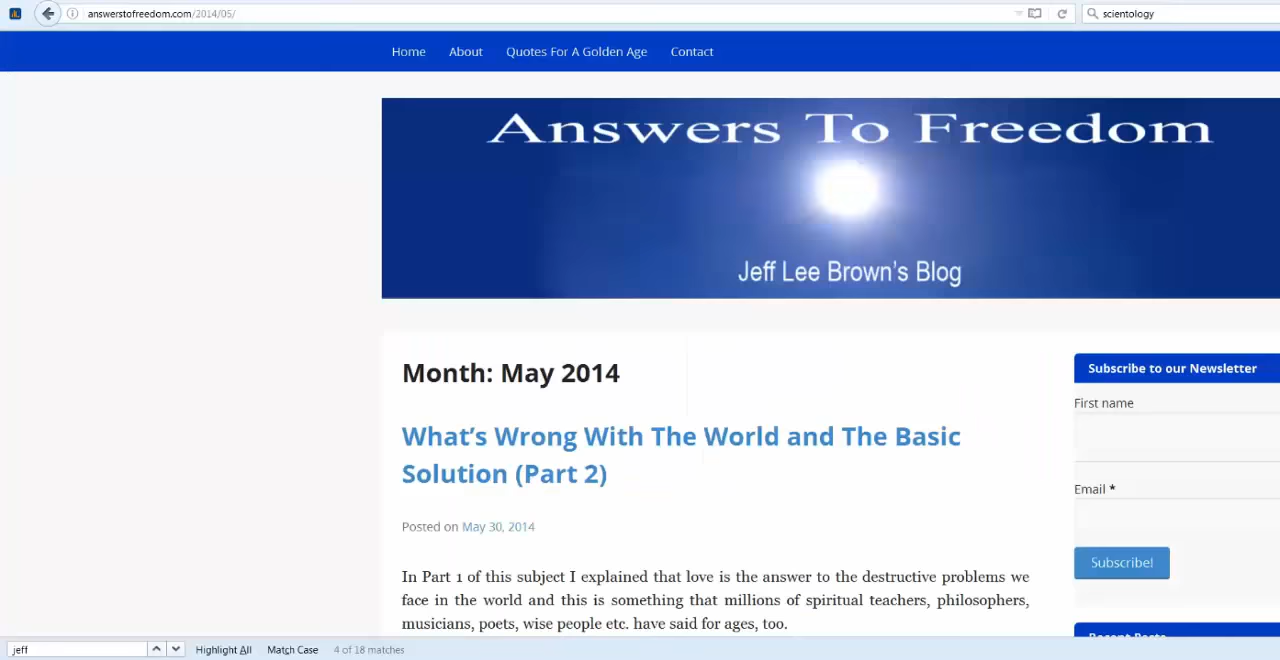 answerstofreedom.com/2014/05/
scientology
Home About Quotes For A Golden Age Contact
Answers To Freedom
Jeff Lee Brown's Blog
Month: May 2014
What's Wrong With The World and The Basic
Solution (Part 2)
Posted on May 30, 2014
In Part 1 of this subject I explained that love is the answer to the destructive problems we
face in the world and this is something that millions of spiritual teachers, philosophers,
musicians, poets, wise people etc. have said for ages, too.
Subscribe to our Newsletter
First name
Email *
Subscribe!
Recent Posts
jeff Highlight All Match Case 4 of 18 matches